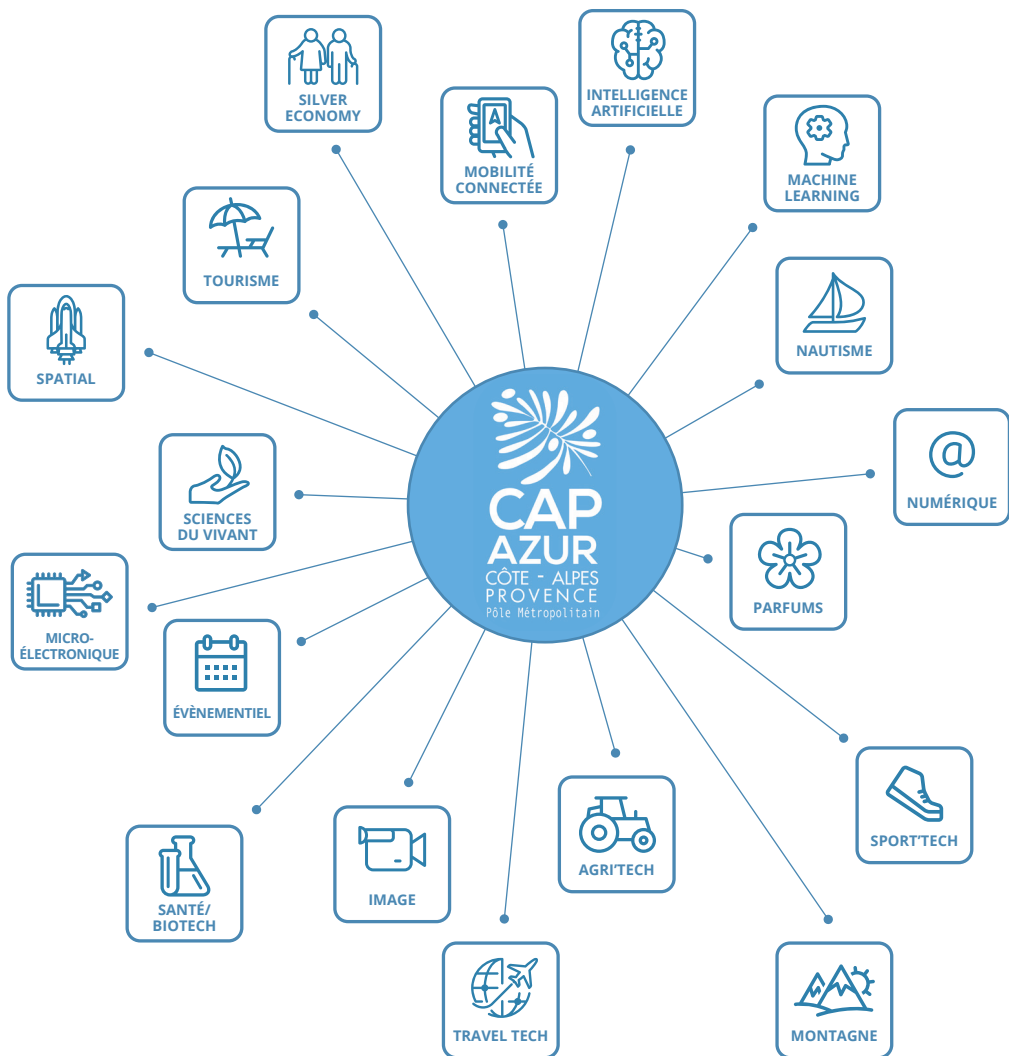 SILVER
ECONOMY
INTELLIGENCE
ARTIFICIELLE
MOBILITÉ
CONNECTÉE
MACHINE
LEARNING
TOURISME
NAUTISME
SPATIAL
@
NUMÉRIQUE
SCIENCES
DU VIVANT
CAP
AZUR
CÔTE - ALPES
PROVENCE
Pôle Métropolitain
PARFUMS
MICRO-
ÉLECTRONIQUE
ÉVÈNEMENTIEL
SPORT'TECH
AGRI'TECH
IMAGE
SANTÉ/
BIOTECH
TRAVEL TECH
MONTAGNE